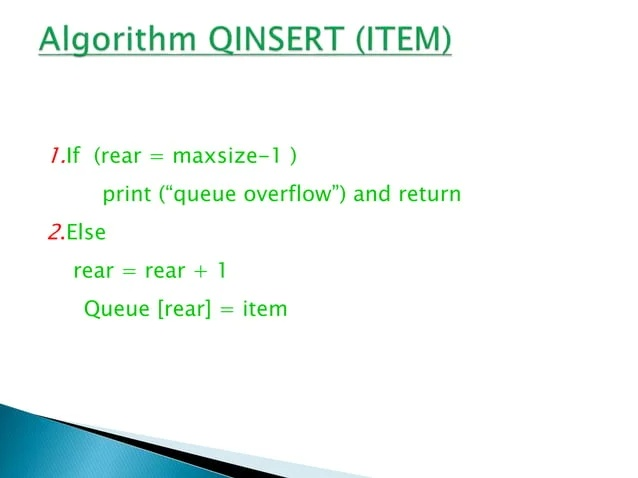 Algorithm QINSERT (ITEM)
1.If (rear = maxsize-1 )
print (“queue overflow”) and return
2.Else
rear = rear + 1
Queue [rear] = item